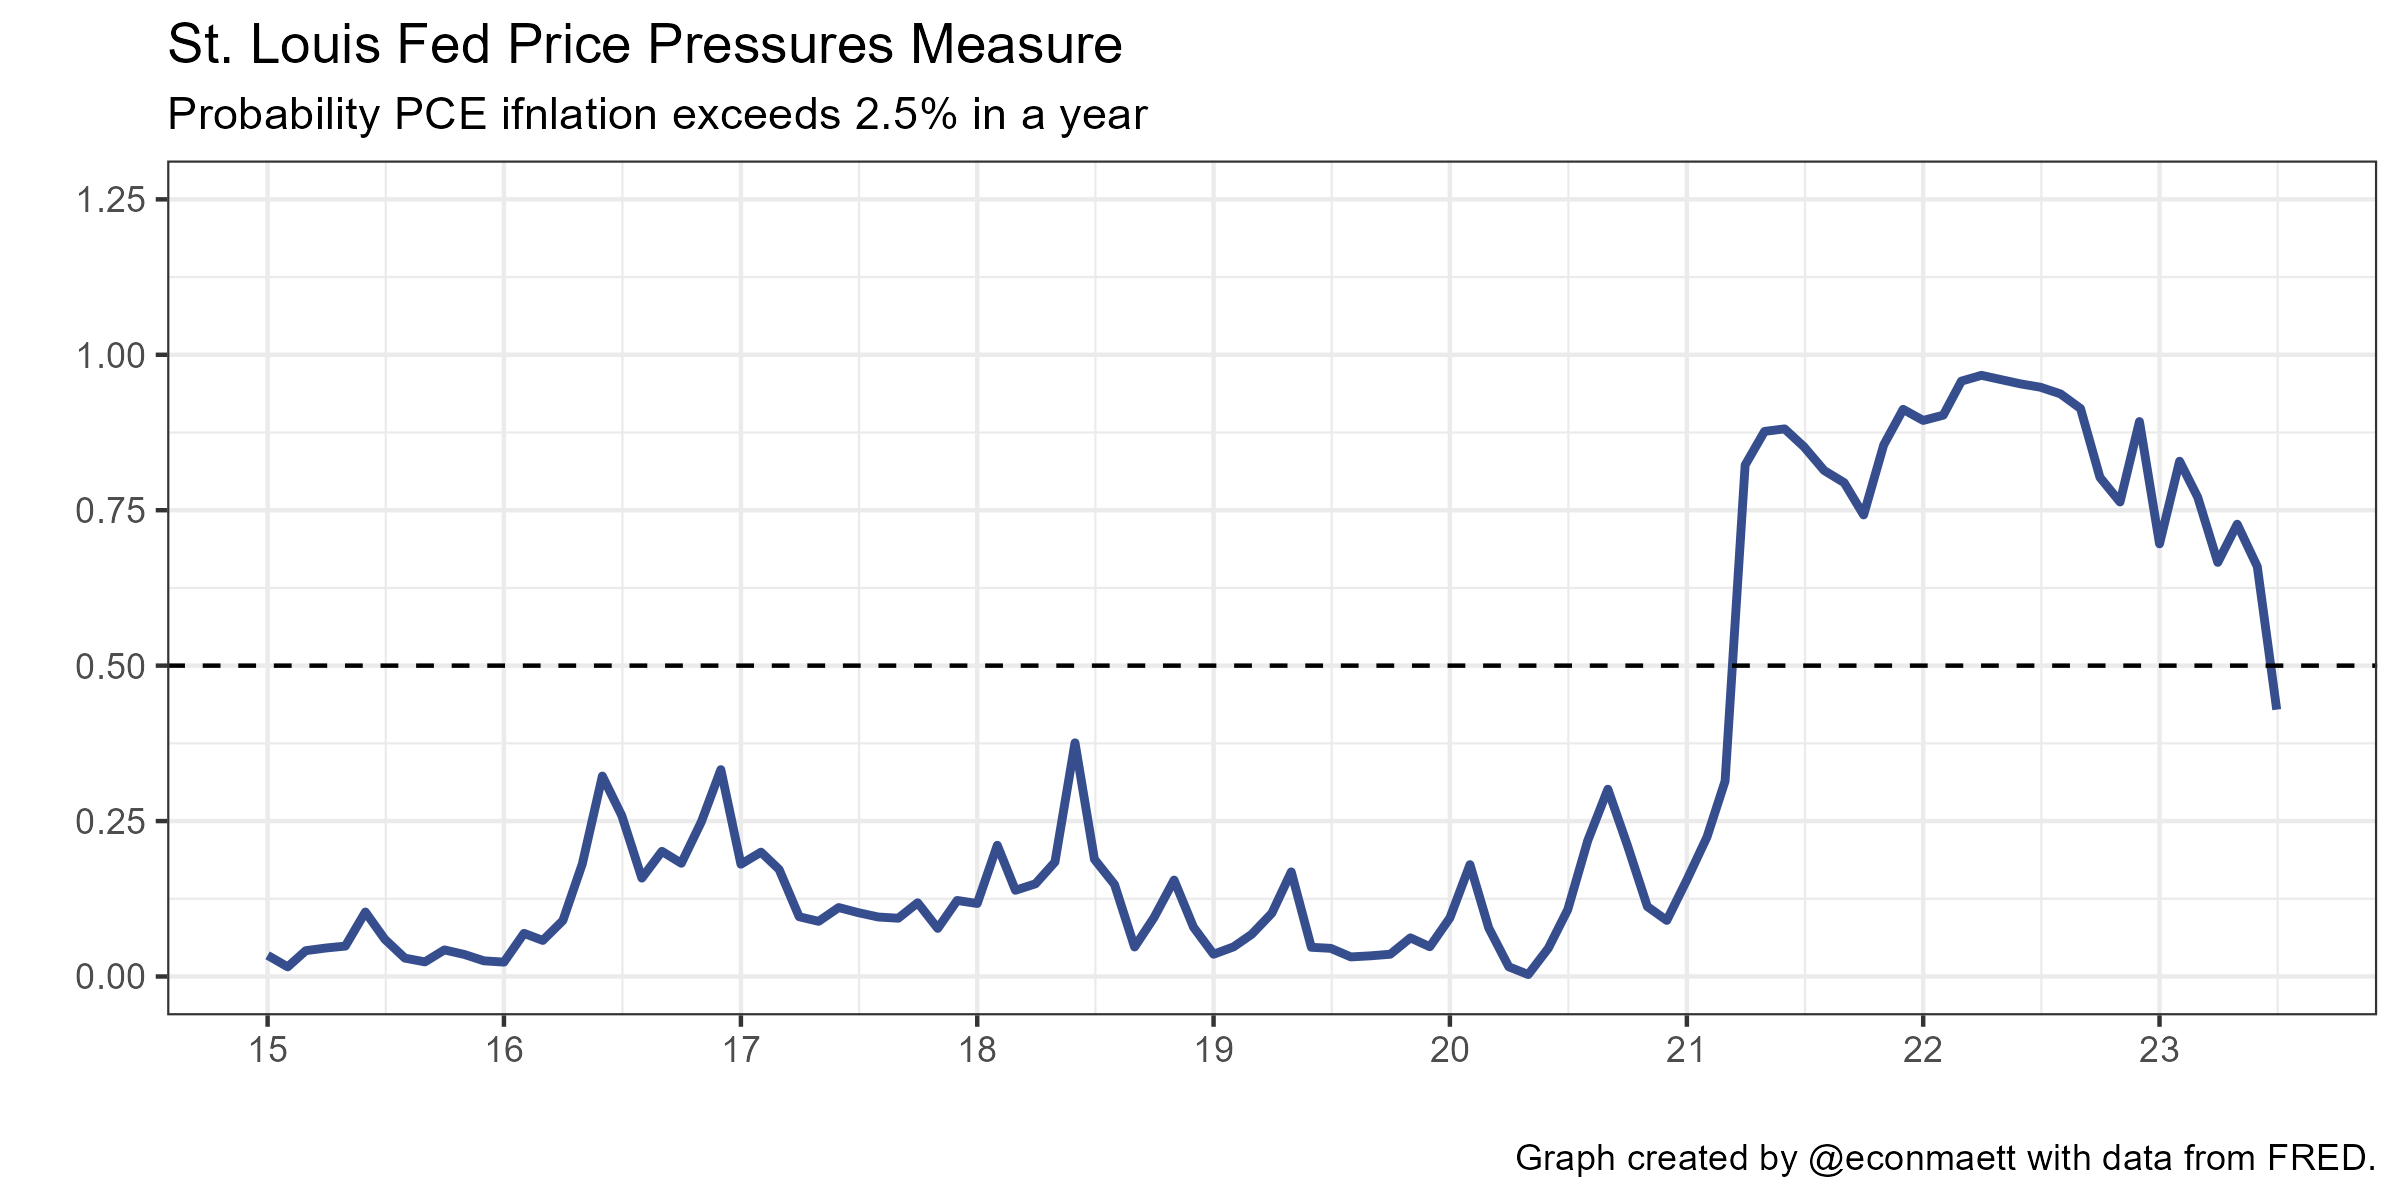 St. Louis Fed Price Pressures Measure
Probability PCE ifnlation exceeds 2.5% in a year
1.25
1.00
0.75
0.50
0.25
0.00
15 16 17 18 19 20 21 22 23
Graph created by @econmaett with data from FRED.